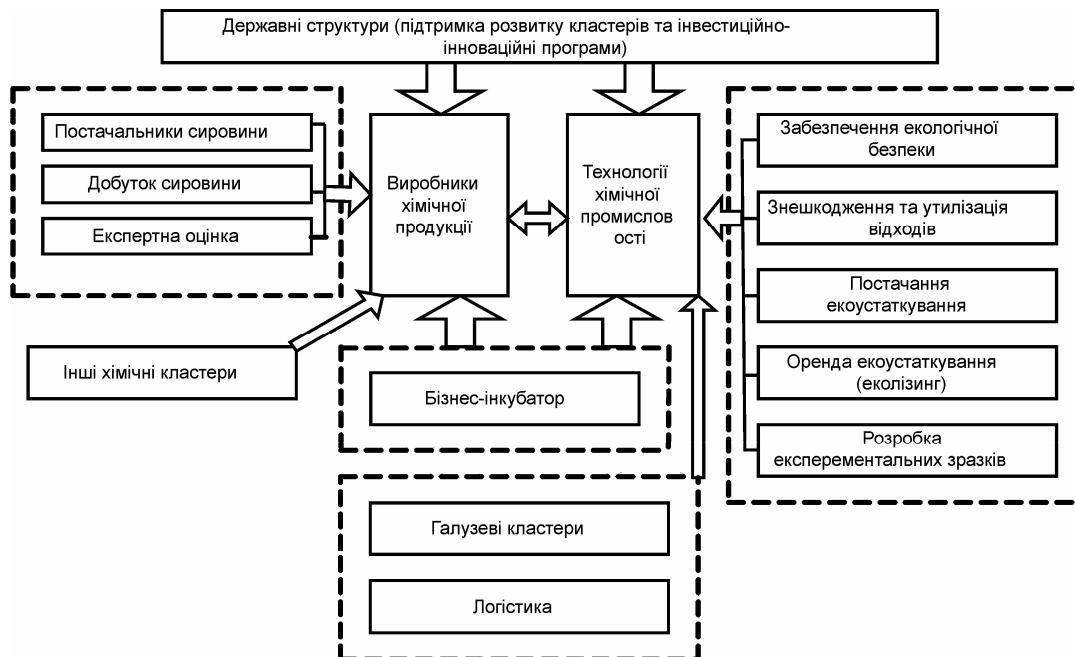 Державні структури (підтримка розвитку кластерів та інвестиційно-
інноваційні програми)
Постачальники сировини
Добуток сировини
Експертна оцінка
Інші хімічні кластери
Виробники
хімічної
продукції
Технології
хімічної
промислов
ості
Забезпечення екологічної
безпеки
Знешкодження та утилізація
відходів
Постачання
екоустаткування
Оренда екоустаткування
(еколізинг)
Розробка
експерементальних зразків
Бізнес-інкубатор
Галузеві кластери
Логістика